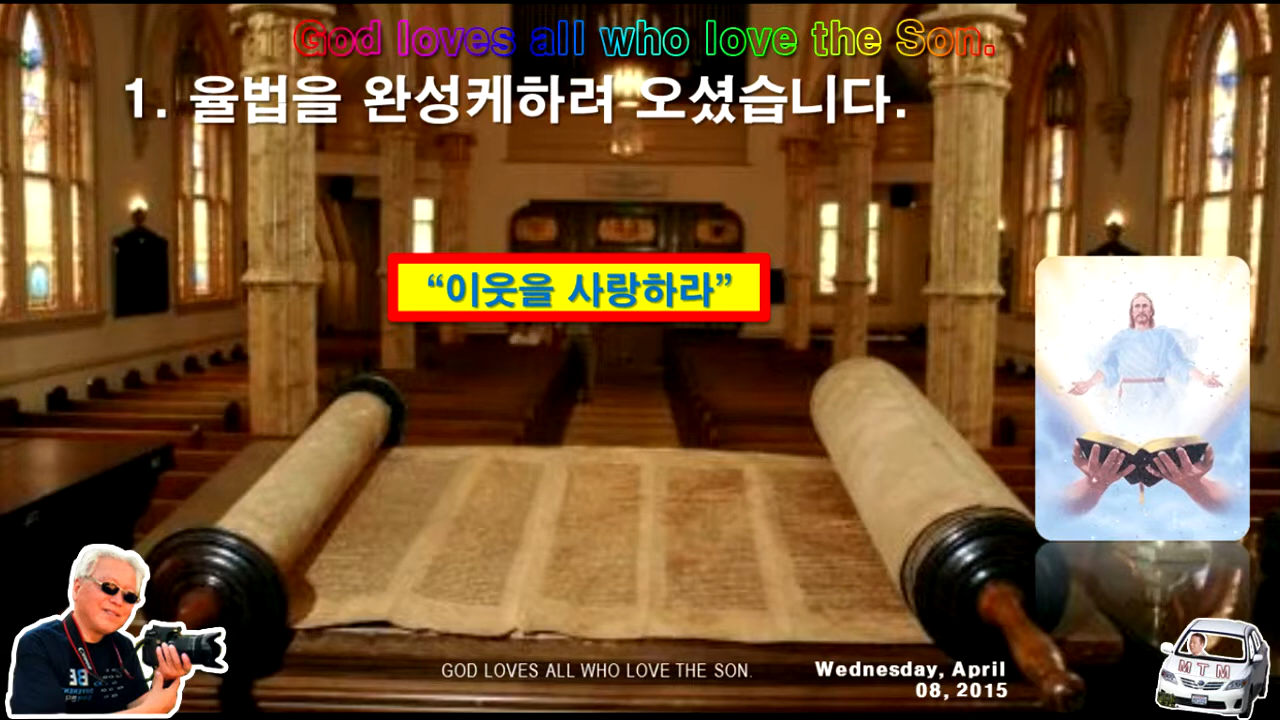 God loves all who love the Son.
1. 율법을 완성케하려 오셨습니다.
“이웃을 사랑하라”
GOD LOVES ALL WHO LOVE THE SON.
Wednesday, April
08, 2015
M T M